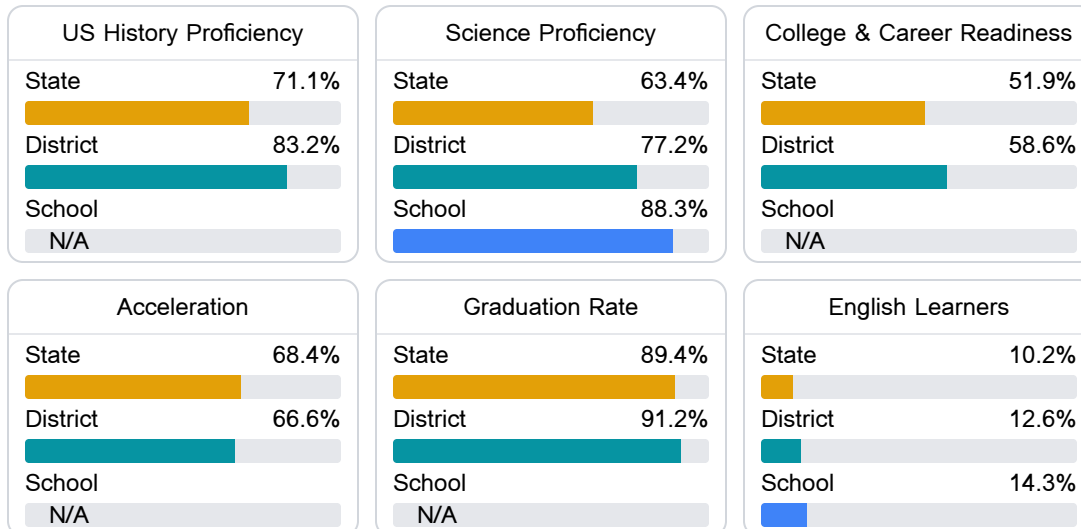 US History Proficiency
State 71.1%
District 83.2%
School
N/A
Science Proficiency
State 63.4%
District 77.2%
School 88.3%
College & Career Readiness
State 51.9%
District 58.6%
School
N/A
Acceleration
State 68.4%
District 66.6%
School
N/A
Graduation Rate
State 89.4%
District 91.2%
School
N/A
English Learners
State 10.2%
District 12.6%
School 14.3%